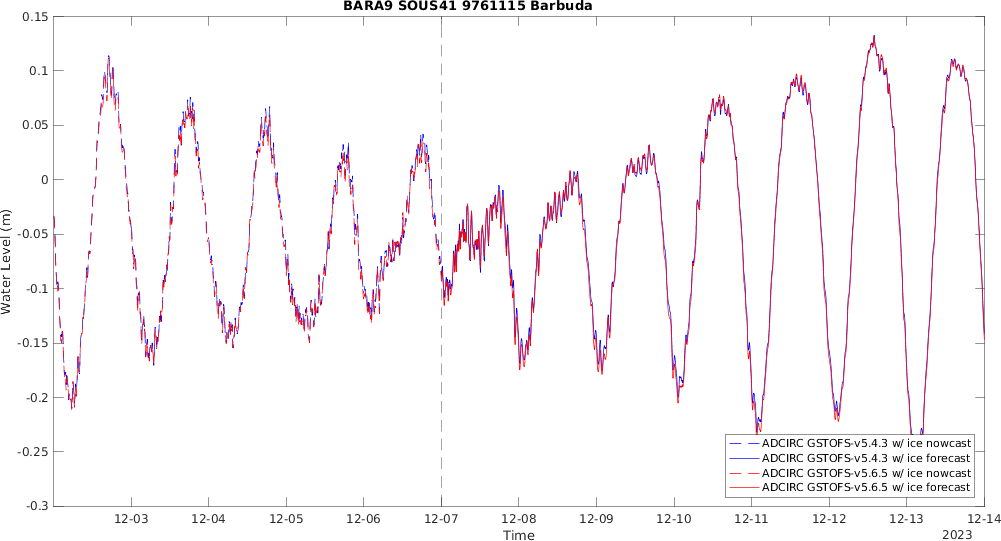 BARA9 SOUS41 9761115 Barbuda
0.15
0.1
0.05
0
-0.05
-0.1
-0.15
-0.2
-0.25
-0.3
Water Level (m)
ADCIRC GSTOFS-v5.4.3 w/ ice nowcast
ADCIRC GSTOFS-v5.4.3 w/ ice forecast
ADCIRC GSTOFS-v5.6.5 w/ ice nowcast
ADCIRC GSTOFS-v5.6.5 w/ ice forecast
12-03 12-04 12-05 12-06 12-07 12-08 12-09 12-10 12-11 12-12 12-13 12-14
Time
2023